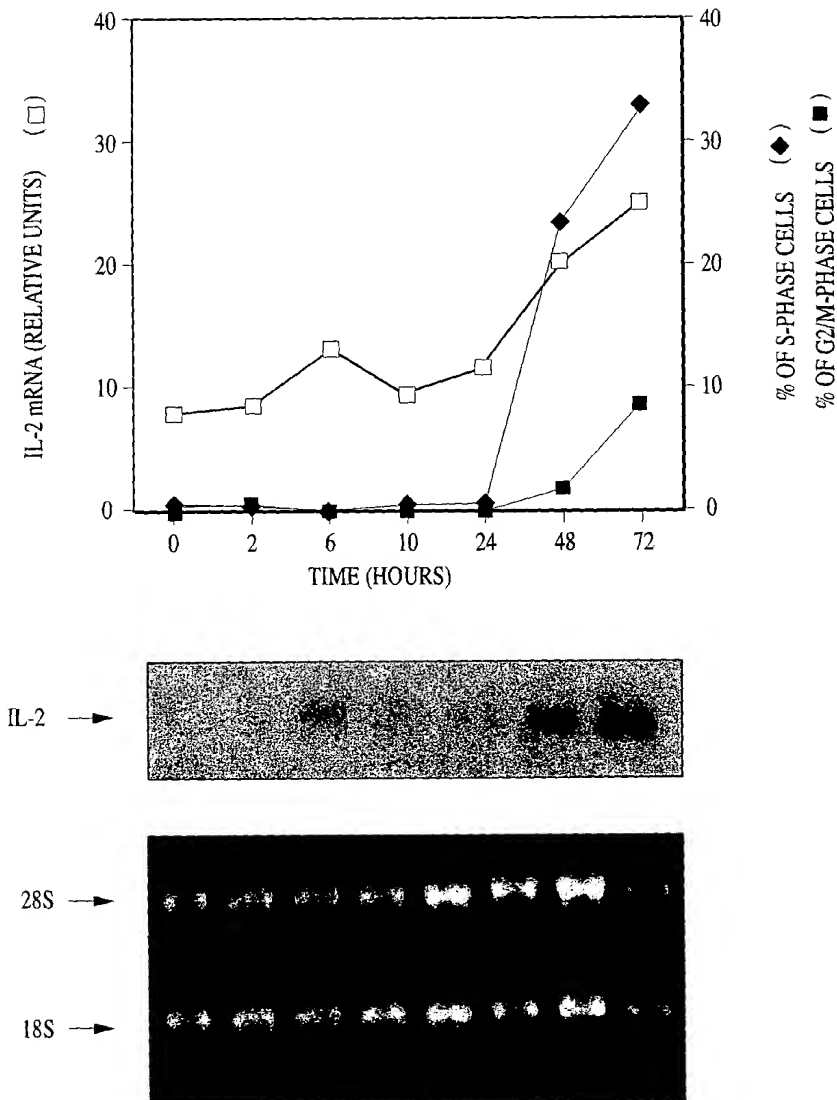 IL-2 mRNA (RELATIVE UNITS) (□)
40
30
20
10
0
40
30
20
10
0
% OF S-PHASE CELLS (◆)
% OF G2/M-PHASE CELLS (■)
0 2 6 10 24 48 72
TIME (HOURS)
IL-2
28S
18S